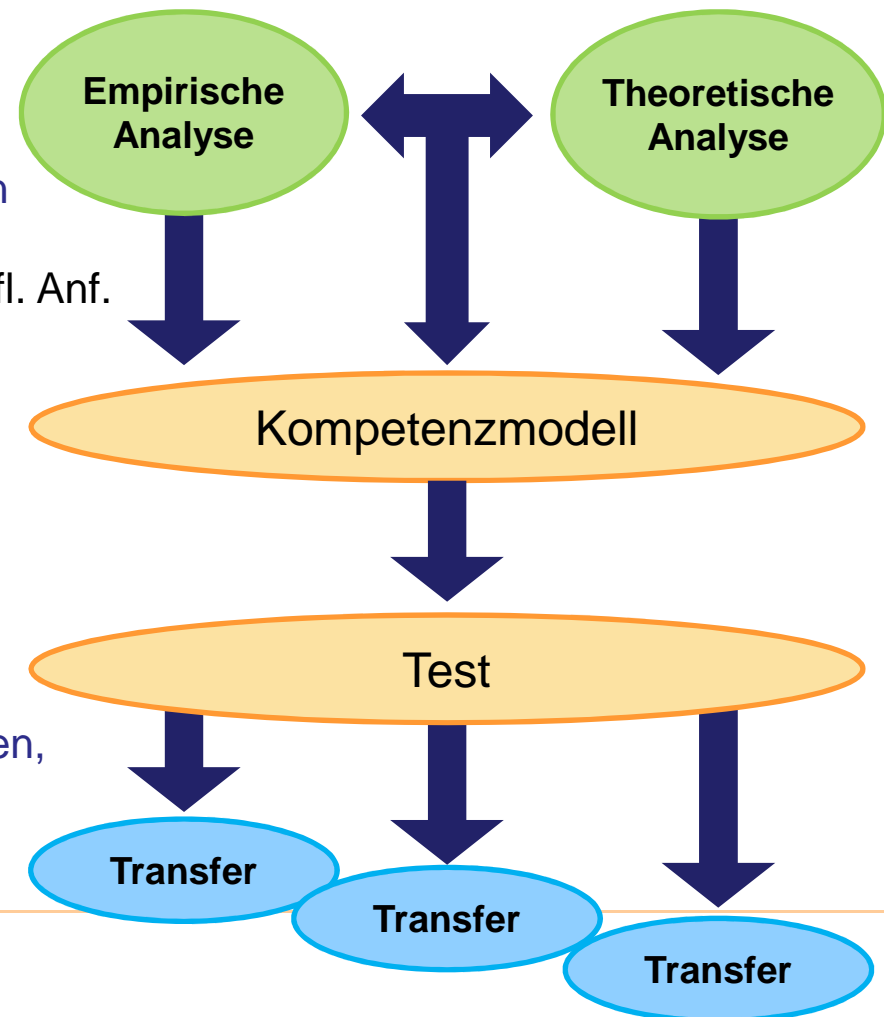 Empirische
Analyse
Theoretische
Analyse
n
fl. Anf.
Kompetenzmodell
Test
en,
Transfer
Transfer
Transfer